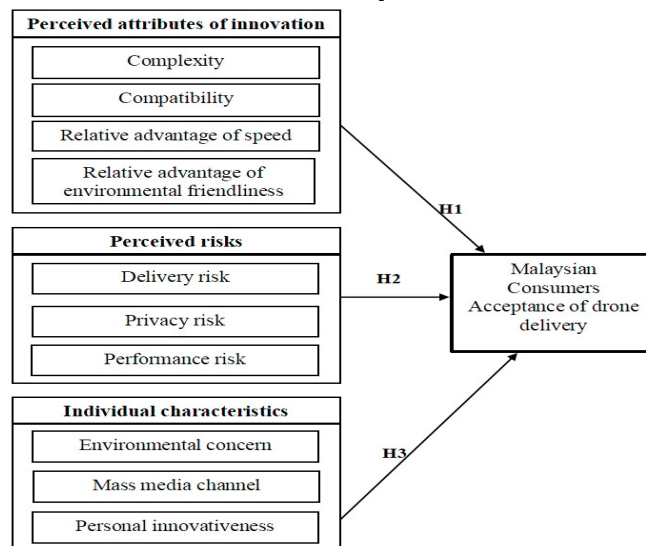 Perceived attributes of innovation
Complexity
Compatibility
Relative advantage of speed
Relative advantage of
environmental friendliness
H1
Perceived risks
Delivery risk
Privacy risk
Performance risk
H2
Malaysian
Consumers
Acceptance of drone
delivery
Individual characteristics
Environmental concern
Mass media channel
Personal innovativeness
H3